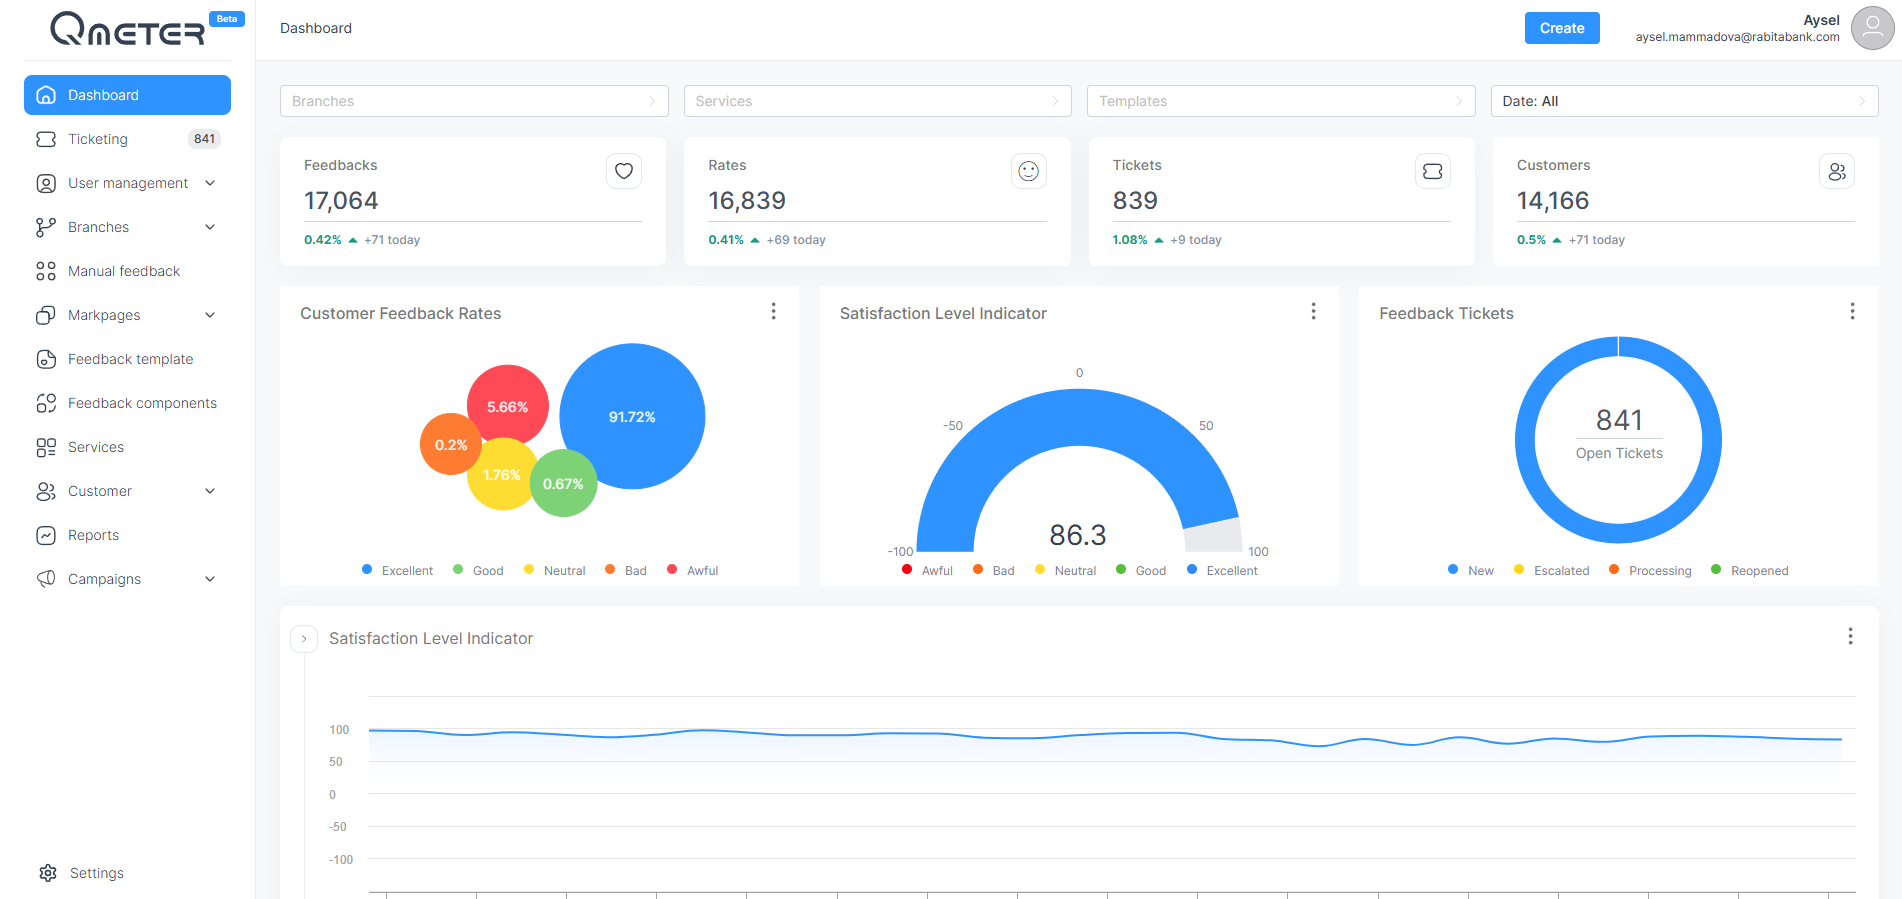 QMETER Beta
Dashboard
Create
Aysel
aysel.mammadova@rabitabank.com
Dashboard
Ticketing 841
User management
Branches
Manual feedback
Markpages
Feedback template
Feedback components
Services
Customer
Reports
Campaigns
Settings
Branches
Services
Templates
Date: All
Feedbacks
17,064
0.42% +71 today
Rates
16,839
0.41% +69 today
Tickets
839
1.08% +9 today
Customers
14,166
0.5% +71 today
Customer Feedback Rates
5.66%
91.72%
0.2%
1.76%
0.67%
Excellent Good Neutral Bad Awful
Satisfaction Level Indicator
0
-50
50
86.3
-100
100
Awful Bad Neutral Good Excellent
Feedback Tickets
841
Open Tickets
New Escalated Processing Reopened
Satisfaction Level Indicator
100
50
0
-50
-100